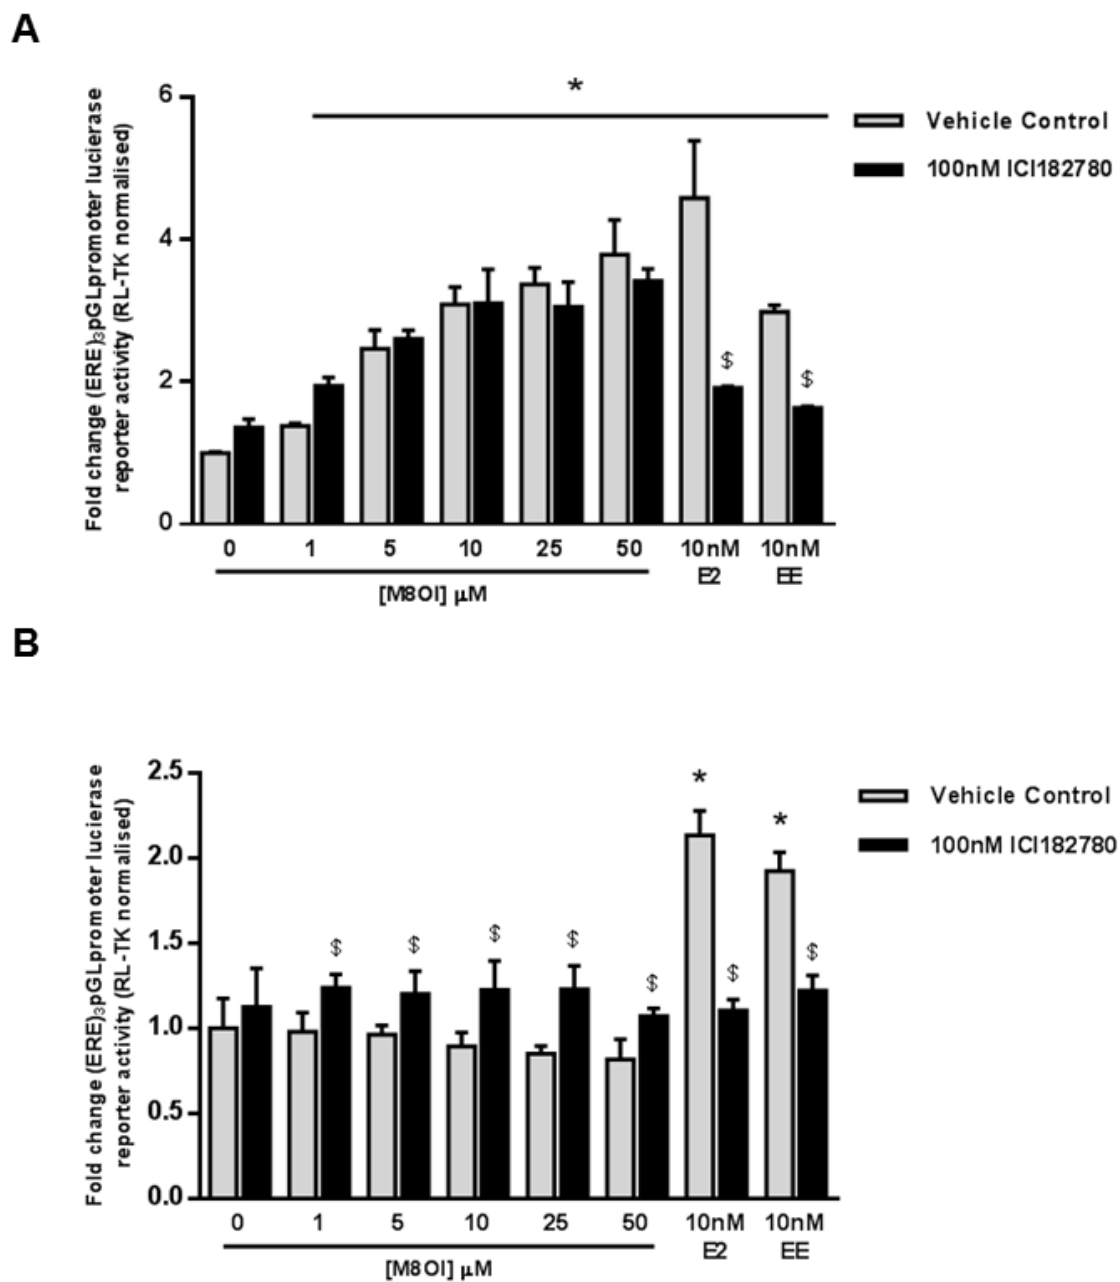 A
*
6
Vehicle Control
100nM ICI182780
Fold change (ERE)3pGLpromoter lucierase
reporter activity (RL-TK normalised)
4
$
$
2
0
0 1 5 10 25 50 10nM 10nM
E2 EE
[M8OI] μM
B
2.5
*
*
Vehicle Control
100nM ICI182780
Fold change (ERE)3pGLpromoter lucierase
reporter activity (RL-TK normalised)
2.0
1.5
$ $ $ $ $ $ $
1.0
0.5
0.0
0 1 5 10 25 50 10nM 10nM
E2 EE
[M8OI] μM